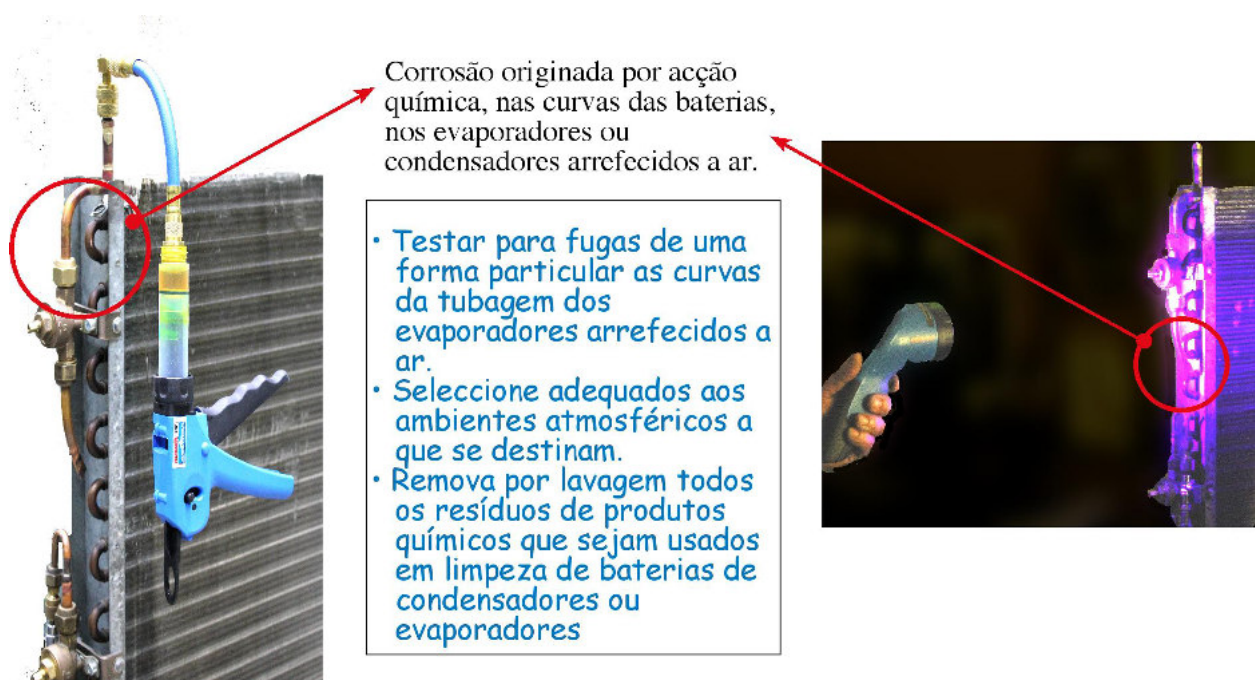 Corrosão originada por acção
química, nas curvas das baterias,
nos evaporadores ou
condensadores arrefecidos a ar.
• Testar para fugas de uma
forma particular as curvas
da tubagem dos
evaporadores arrefecidos a
ar.
• Seleccione adequados aos
ambientes atmosféricos a
que se destinam.
• Remova por lavagem todos
os resíduos de produtos
químicos que sejam usados
em limpeza de baterias de
condensadores ou
evaporadores